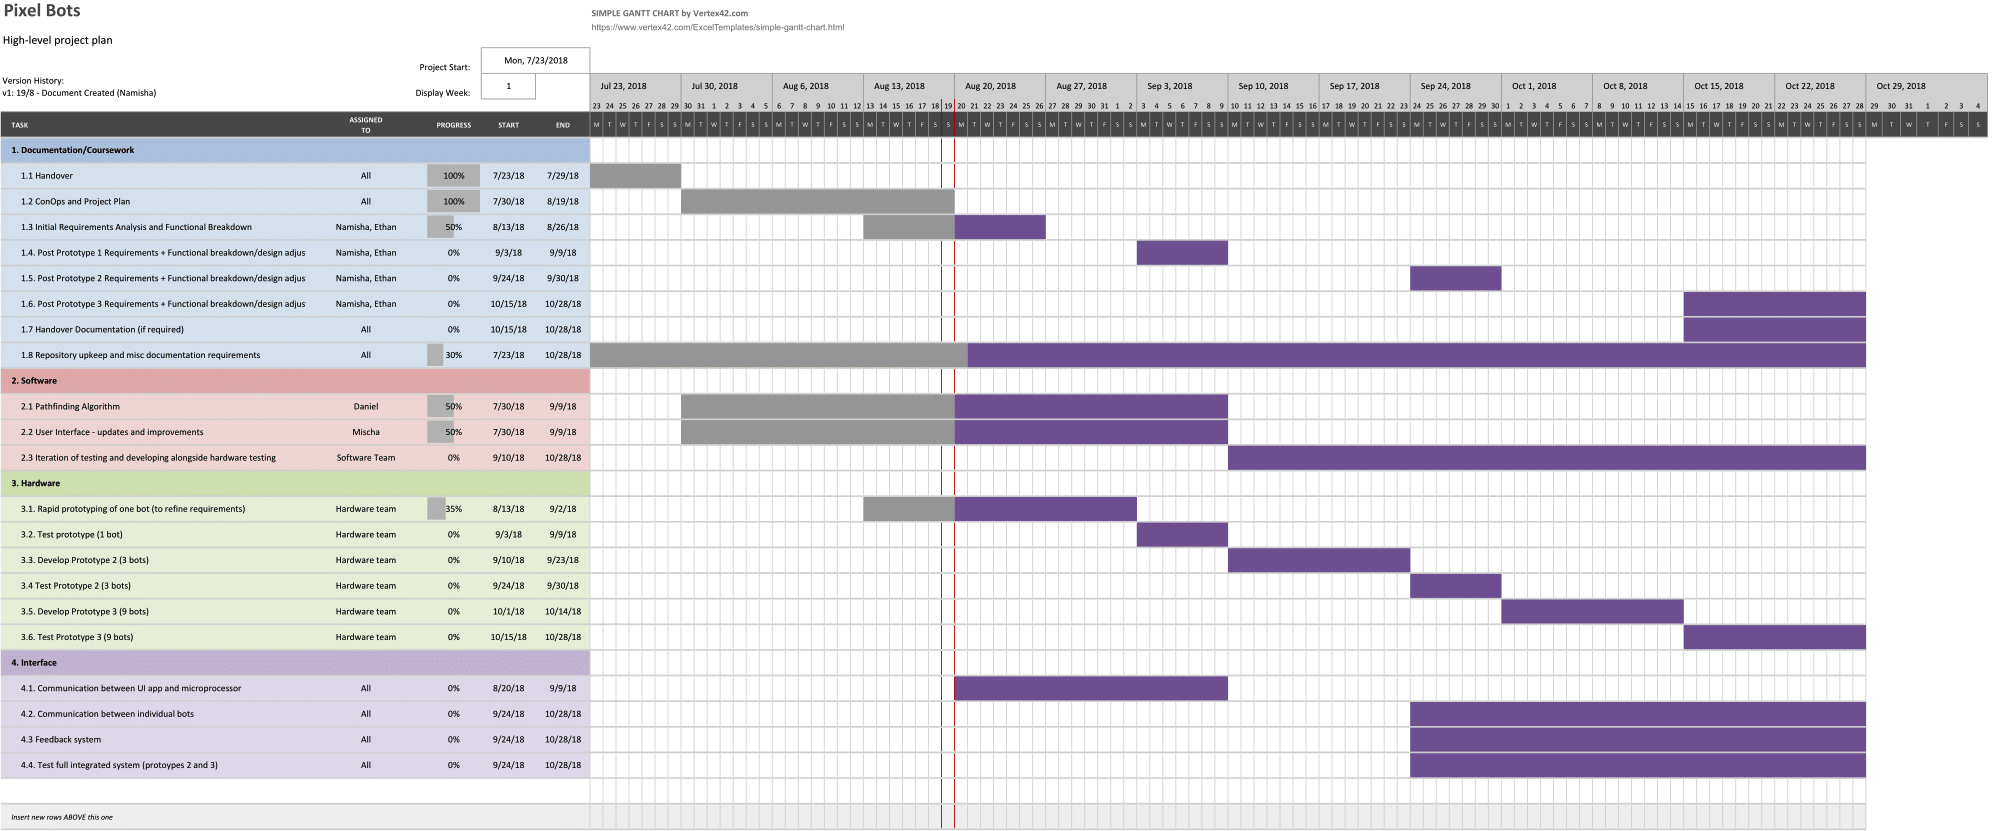 Pixel Bots
SIMPLE GANTT CHART by Vertex42.com
https://www.vertex42.com/ExcelTemplates/simple-gantt-chart.html
High-level project plan
Project Start: Mon, 7/23/2018
Version History:
v1: 19/8 - Document Created (Namisha)
Display Week: 1
Jul 23, 2018 Jul 30, 2018 Aug 6, 2018 Aug 13, 2018 Aug 20, 2018 Aug 27, 2018 Sep 3, 2018 Sep 10, 2018 Sep 17, 2018 Sep 24, 2018 Oct 1, 2018 Oct 8, 2018 Oct 15, 2018 Oct 22, 2018 Oct 29, 2018
23 24 25 26 27 28 29 30 31 1 2 3 4 5 6 7 8 9 10 11 12 13 14 15 16 17 18 19 20 21 22 23 24 25 26 27 28 29 30 31 1 2 3 4 5 6 7 8 9 10 11 12 13 14 15 16 17 18 19 20 21 22 23 24 25 26 27 28 29 30 1 2 3 4 5 6 7 8 9 10 11 12 13 14 15 16 17 18 19 20 21 22 23 24 25 26 27 28 29 30 31 1 2 3 4
TASK ASSIGNED TO PROGRESS START END M T W T F S S M T W T F S S M T W T F S S M T W T F S S M T W T F S S M T W T F S S M T W T F S S M T W T F S S M T W T F S S M T W T F S S M T W T F S S M T W T F S S M T W T F S S M T W T F S S M T W T F S S
1. Documentation/Coursework
1.1 Handover All 100% 7/23/18 7/29/18
1.2 ConOps and Project Plan All 100% 7/30/18 8/19/18
1.3 Initial Requirements Analysis and Functional Breakdown Namisha, Ethan 50% 8/13/18 8/26/18
1.4. Post Prototype 1 Requirements + Functional breakdown/design adjus Namisha, Ethan 0% 9/3/18 9/9/18
1.5. Post Prototype 2 Requirements + Functional breakdown/design adjus Namisha, Ethan 0% 9/24/18 9/30/18
1.6. Post Prototype 3 Requirements + Functional breakdown/design adjus Namisha, Ethan 0% 10/15/18 10/28/18
1.7 Handover Documentation (if required) All 0% 10/15/18 10/28/18
1.8 Repository upkeep and misc documentation requirements All 30% 7/23/18 10/28/18
2. Software
2.1 Pathfinding Algorithm Daniel 50% 7/30/18 9/9/18
2.2 User Interface - updates and improvements Mischa 50% 7/30/18 9/9/18
2.3 Iteration of testing and developing alongside hardware testing Software Team 0% 9/10/18 10/28/18
3. Hardware
3.1. Rapid prototyping of one bot (to refine requirements) Hardware team 35% 8/13/18 9/2/18
3.2. Test prototype (1 bot) Hardware team 0% 9/3/18 9/9/18
3.3. Develop Prototype 2 (3 bots) Hardware team 0% 9/10/18 9/23/18
3.4 Test Prototype 2 (3 bots) Hardware team 0% 9/24/18 9/30/18
3.5. Develop Prototype 3 (9 bots) Hardware team 0% 10/1/18 10/14/18
3.6. Test Prototype 3 (9 bots) Hardware team 0% 10/15/18 10/28/18
4. Interface
4.1. Communication between UI app and microprocessor All 0% 8/20/18 9/9/18
4.2. Communication between individual bots All 0% 9/24/18 10/28/18
4.3 Feedback system All 0% 9/24/18 10/28/18
4.4. Test full integrated system (protoypes 2 and 3) All 0% 9/24/18 10/28/18
Insert new rows ABOVE this one